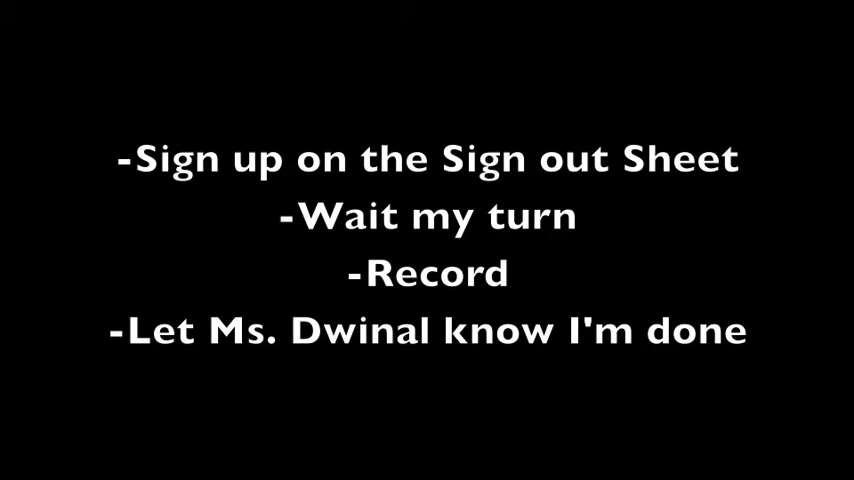 -Sign up on the Sign out Sheet
-Wait my turn
-Record
-Let Ms. Dwinal know I'm done